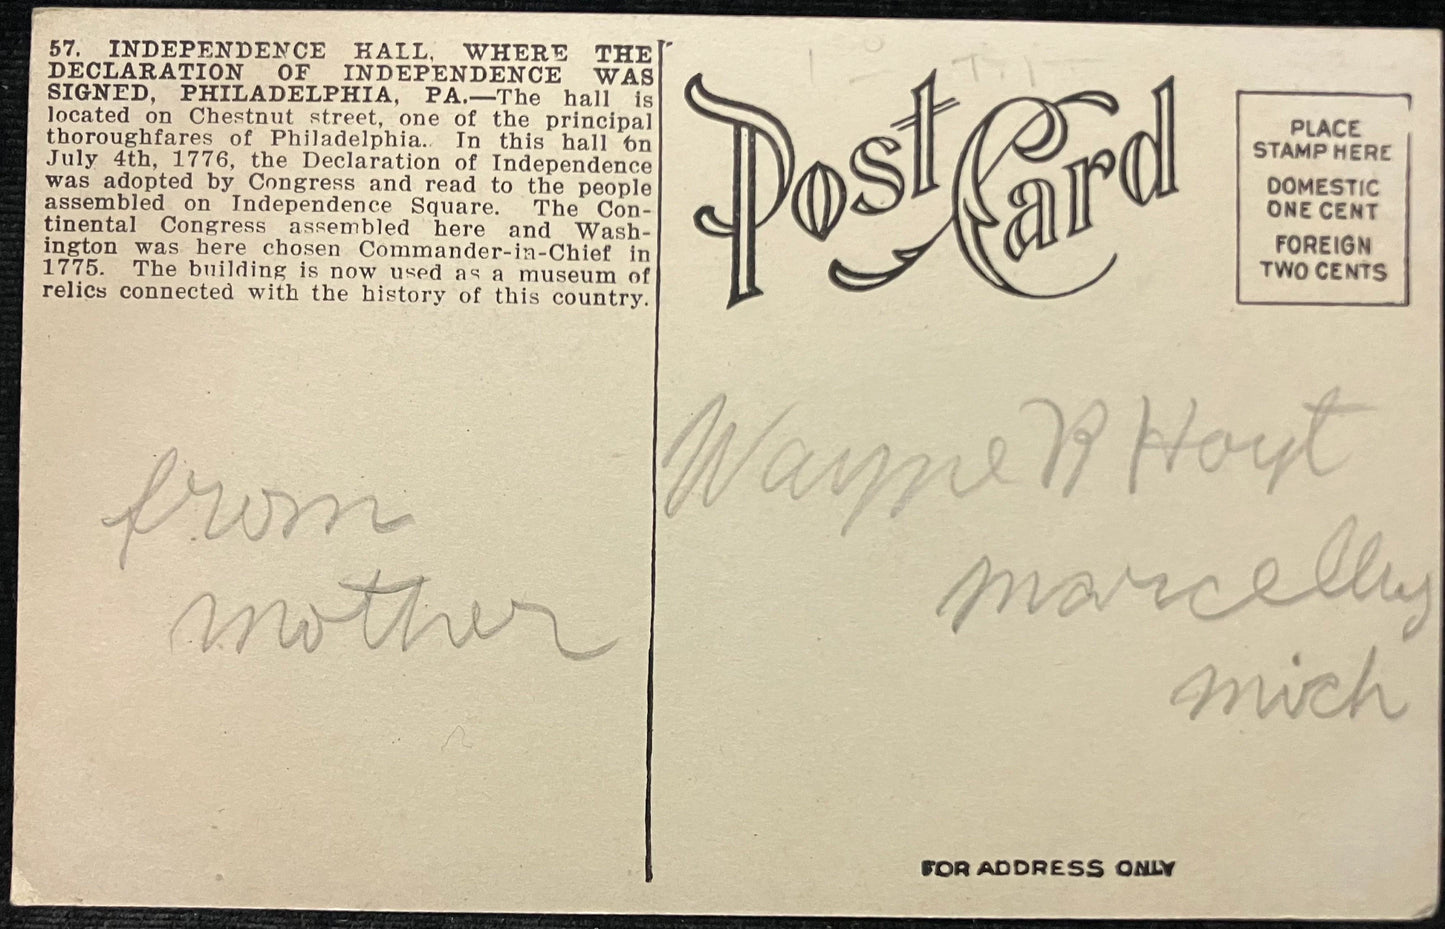 57. INDEPENDENCE HALL, WHERE THE
DECLARATION OF INDEPENDENCE WAS
SIGNED, PHILADELPHIA, PA.—The hall is
located on Chestnut street, one of the principal
thoroughfares of Philadelphia. In this hall on
July 4th, 1776, the Declaration of Independence
was adopted by Congress and read to the people
assembled on Independence Square. The Con-
tinental Congress assembled here and Wash-
ington was here chosen Commander-in-Chief in
1775. The building is now used as a museum of
relics connected with the history of this country.
Post Card
PLACE
STAMP HERE
DOMESTIC
ONE CENT
FOREIGN
TWO CENTS
from
mother
Wayne R Hoyt
marcellus
mich
FOR ADDRESS ONLY